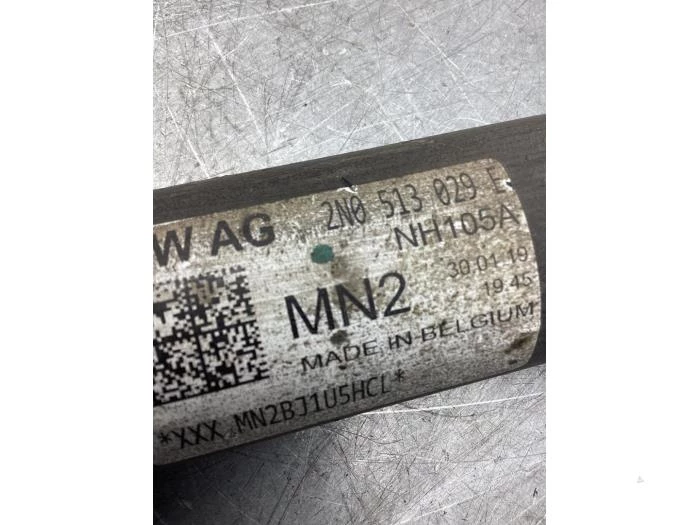 W AG 2N0 513 029 E
NH105A
MN2 30.01.19
19 45
MADE IN BELGIUM
*XXX MN2BJ1U5HCL*